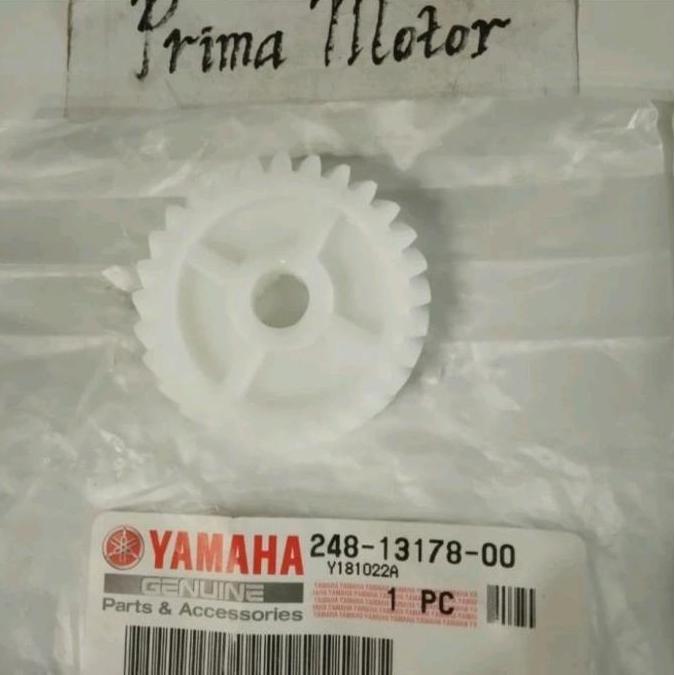 Prima Motor
YAMAHA 248-13178-00
Y181022A
GENUINE
Parts & Accessories
1 PC